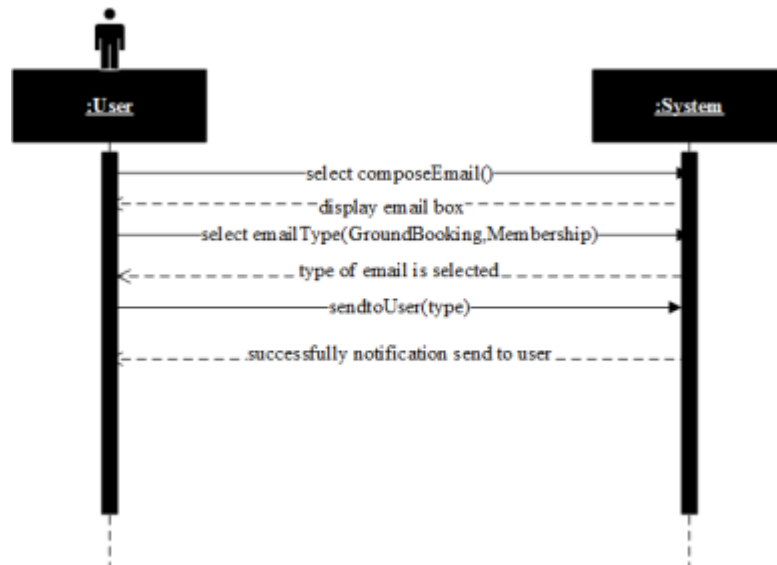 :User
:System
select composeEmail()
display email box
select emailType(GroundBooking,Membership)
type of email is selected
sendtoUser(type)
successfully notification send to user